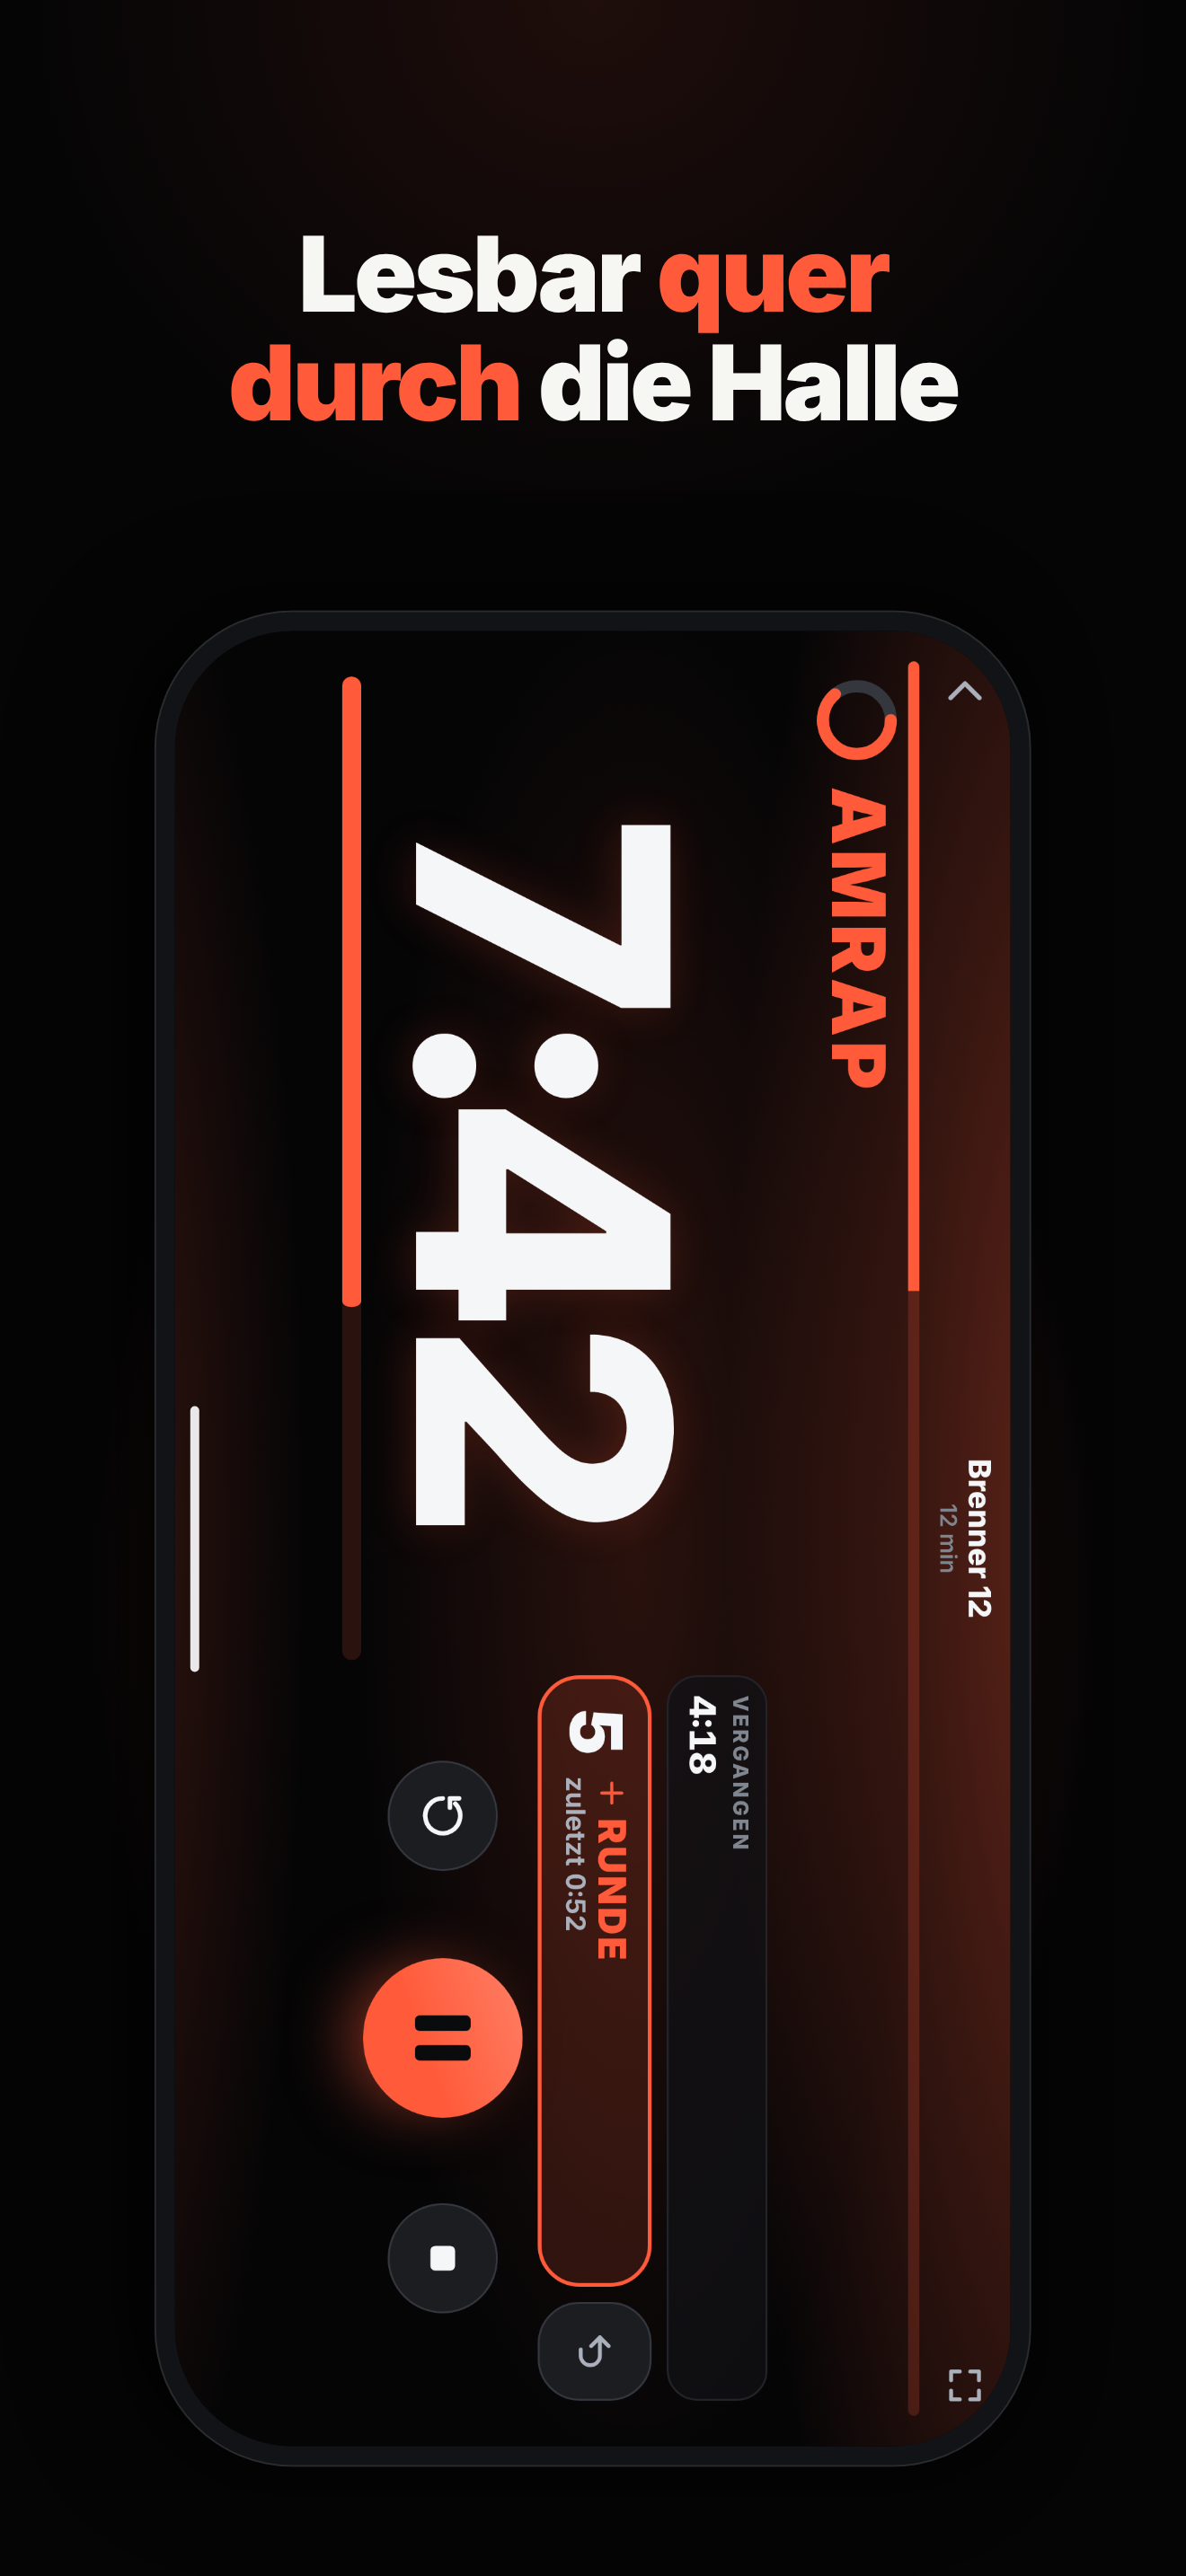 Lesbar quer
durch die Halle
Brenner 12
12 min
AMRAP
7:42
VERGANGEN
4:18
5
+ RUNDE
zuletzt 0:52